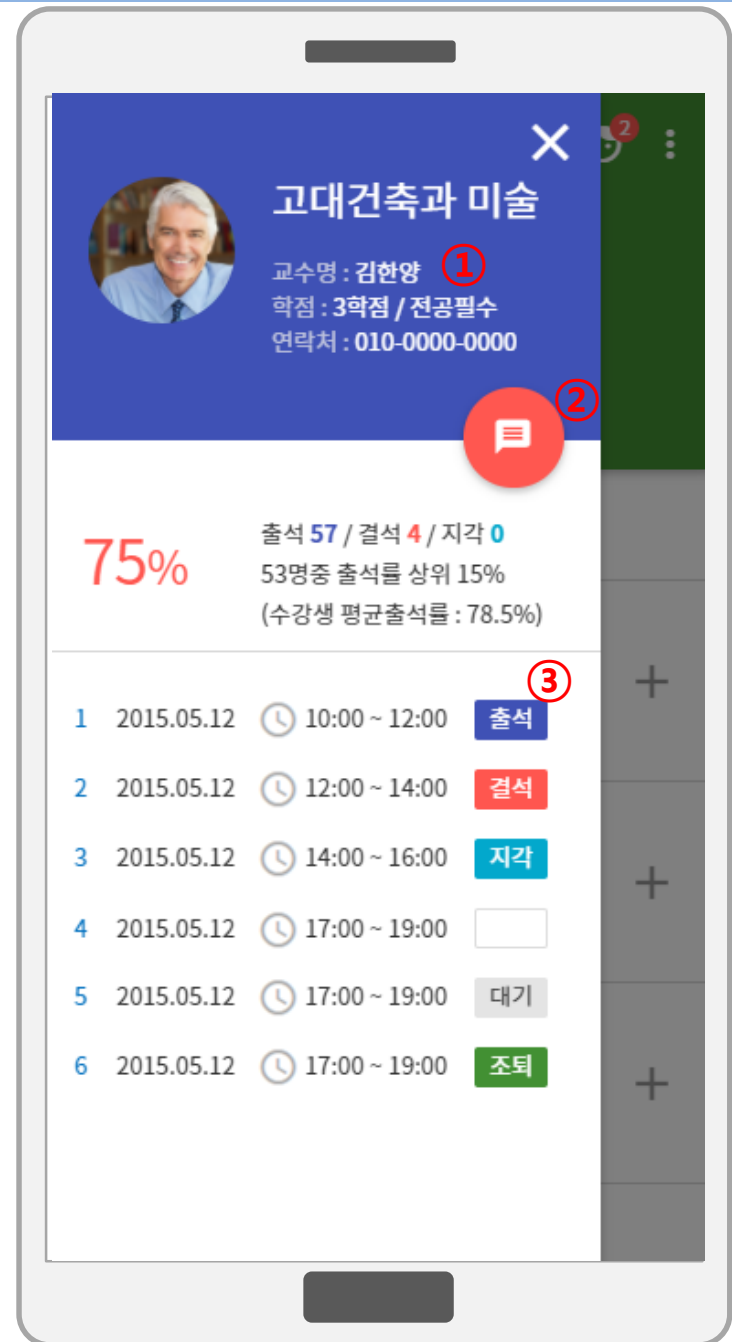 2
고대건축과 미술
교수명 : 김한양 ①
학점 : 3학점 / 전공필수
연락처 : 010-0000-0000
②
75%
출석 57 / 결석 4 / 지각 0
53명중 출석률 상위 15%
(수강생 평균출석률 : 78.5%)
③
1 2015.05.12 10:00 ~ 12:00 출석
2 2015.05.12 12:00 ~ 14:00 결석
3 2015.05.12 14:00 ~ 16:00 지각
4 2015.05.12 17:00 ~ 19:00
5 2015.05.12 17:00 ~ 19:00 대기
6 2015.05.12 17:00 ~ 19:00 조퇴